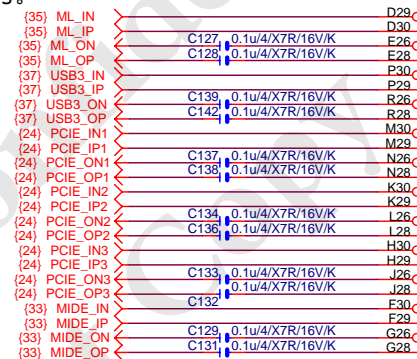 {35} ML_IN D29
{35} ML_IP D30
{35} ML_ON C127 0.1u/4/X7R/16V/K E26
{35} ML_OP C128 0.1u/4/X7R/16V/K E28
{37} USB3_IN P30
{37} USB3_IP P29
{37} USB3_ON C139 0.1u/4/X7R/16V/K R26
{37} USB3_OP C142 0.1u/4/X7R/16V/K R28
{24} PCIE_IN1 M30
{24} PCIE_IP1 M29
{24} PCIE_ON1 C137 0.1u/4/X7R/16V/K N26
{24} PCIE_OP1 C138 0.1u/4/X7R/16V/K N28
{24} PCIE_IN2 K30
{24} PCIE_IP2 K29
{24} PCIE_ON2 C134 0.1u/4/X7R/16V/K L26
{24} PCIE_OP2 C136 0.1u/4/X7R/16V/K L28
{24} PCIE_IN3 H30
{24} PCIE_IP3 H29
{24} PCIE_ON3 C133 0.1u/4/X7R/16V/K J26
{24} PCIE_OP3 C132 0.1u/4/X7R/16V/K J28
{33} MIDE_IN F30
{33} MIDE_IP F29
{33} MIDE_ON C129 0.1u/4/X7R/16V/K G26
{33} MIDE_OP C131 0.1u/4/X7R/16V/K G28
Copy